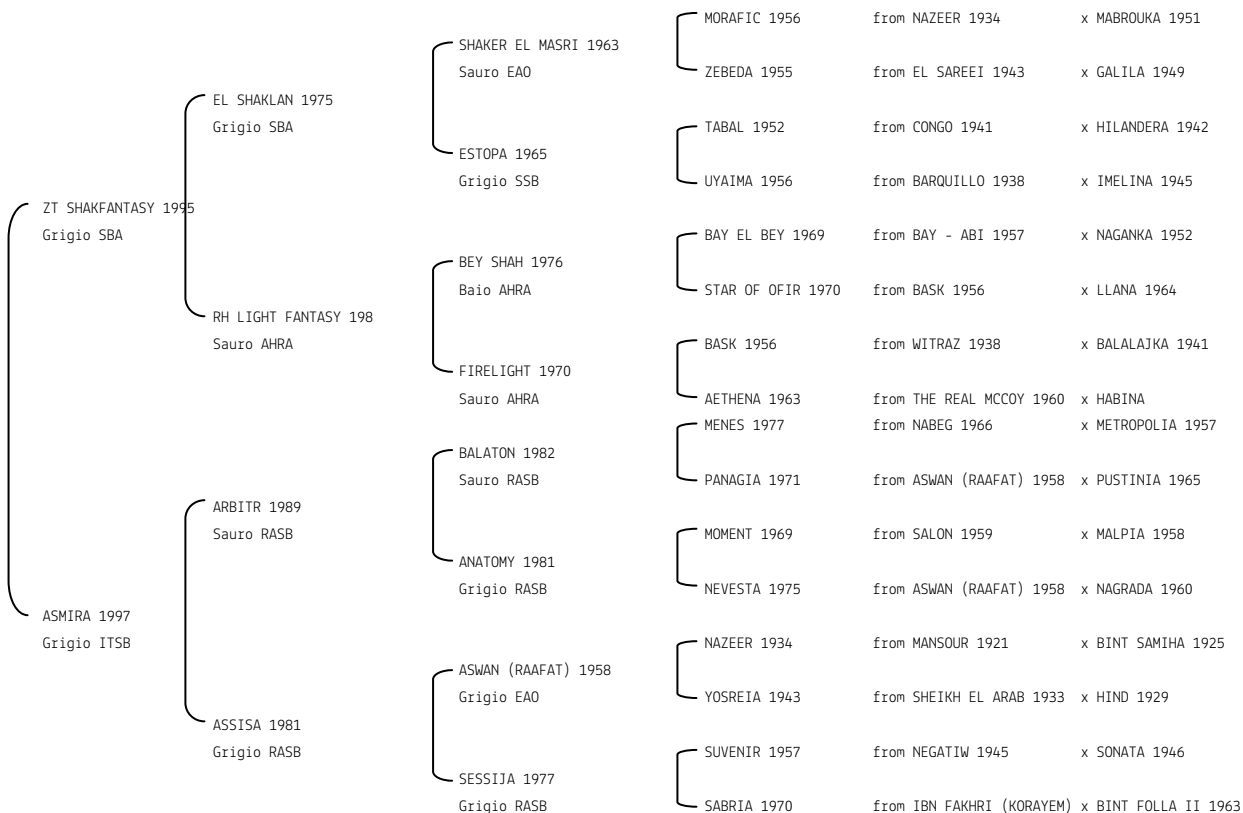 MORAFIC 1956 from NAZEER 1934 x MABROUKA 1951
SHAKER EL MASRI 1963
Sauro EAO
ZEBEDA 1955 from EL SAREEI 1943 x GALILA 1949
EL SHAKLAN 1975
Grigio SBA
TABAL 1952 from CONGO 1941 x HILANDERA 1942
ESTOPA 1965
Grigio SSB
UYAIMA 1956 from BARQUILLO 1938 x IMELINA 1945
ZT SHAKFANTASY 1995
Grigio SBA
BAY EL BEY 1969 from BAY - ABI 1957 x NAGANKA 1952
BEY SHAH 1976
Baio AHRA
STAR OF OFIR 1970 from BASK 1956 x LLANA 1964
RH LIGHT FANTASY 198
Sauro AHRA
BASK 1956 from WITRAZ 1938 x BALALAJKA 1941
FIRELIGHT 1970
Sauro AHRA
AETHENA 1963 from THE REAL MCCOY 1960 x HABINA
MENES 1977 from NABEG 1966 x METROPOLIA 1957
BALATON 1982
Sauro RASB
PANAGIA 1971 from ASWAN (RAAFAT) 1958 x PUSTINIA 1965
ARBITR 1989
Sauro RASB
MOMENT 1969 from SALON 1959 x MALPIA 1958
ANATOMY 1981
Grigio RASB
NEVESTA 1975 from ASWAN (RAAFAT) 1958 x NAGRADA 1960
ASMIRA 1997
Grigio ITSB
NAZEER 1934 from MANSOUR 1921 x BINT SAMIHA 1925
ASWAN (RAAFAT) 1958
Grigio EAO
YOSREIA 1943 from SHEIKH EL ARAB 1933 x HIND 1929
ASSISA 1981
Grigio RASB
SUVENIR 1957 from NEGATIW 1945 x SONATA 1946
SESSIJA 1977
Grigio RASB
SABRIA 1970 from IBN FAKHRI (KORAYEM) x BINT FOLLA II 1963